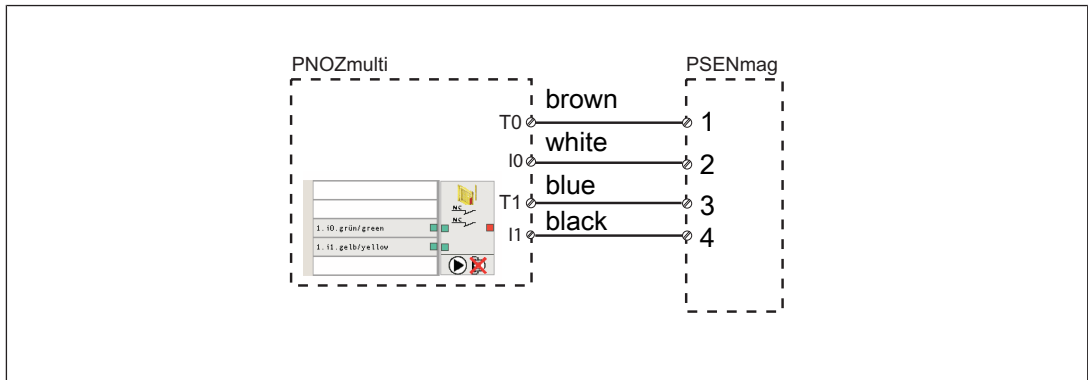 PNOZmulti
PSENmag
T0 brown 1
I0 white 2
T1 blue 3
I1 black 4
NC
NC
1.i0.grün/green
1.i1.gelb/yellow